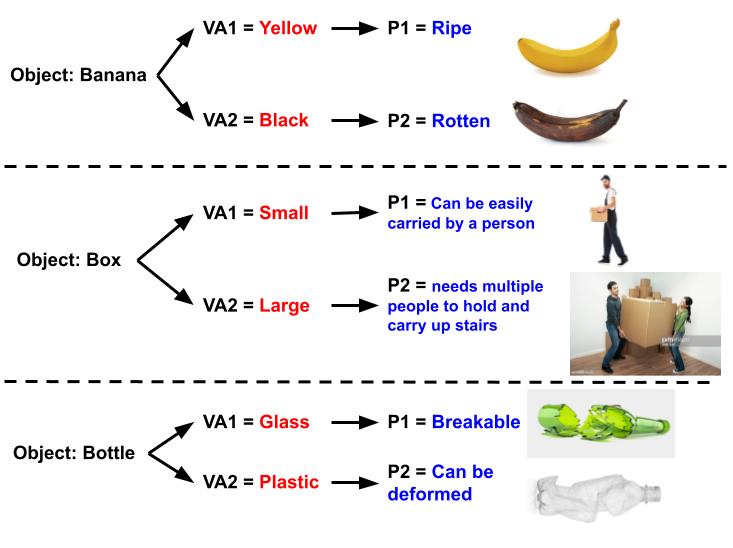 VA1 = Yellow
P1 = Ripe
Object: Banana
VA2 = Black
P2 = Rotten
VA1 = Small
P1 = Can be easily
carried by a person
Object: Box
VA2 = Large
P2 = needs multiple
people to hold and
carry up stairs
VA1 = Glass
P1 = Breakable
Object: Bottle
VA2 = Plastic
P2 = Can be
deformed